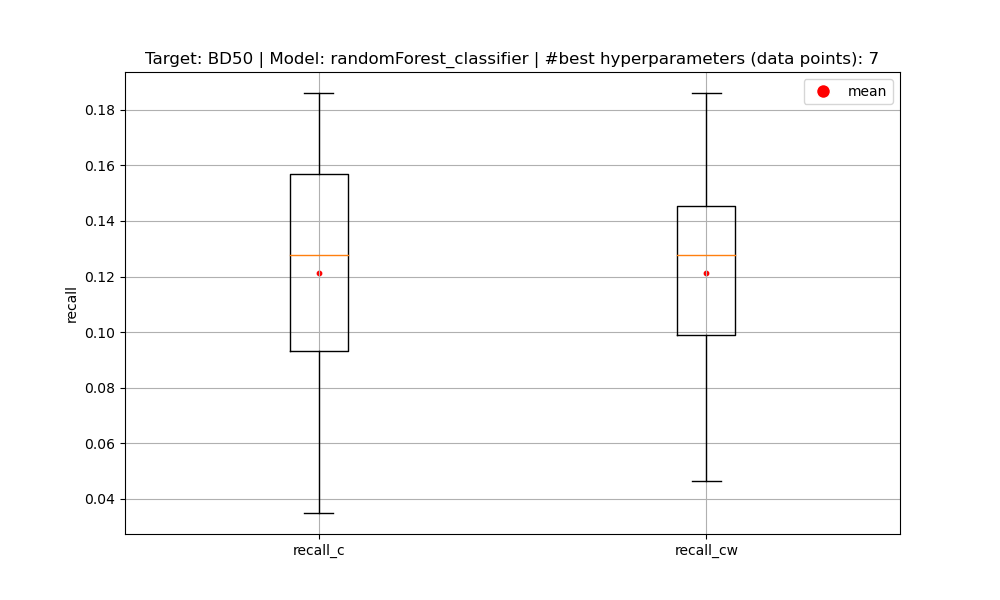 Target: BD50 | Model: randomForest_classifier | #best hyperparameters (data points): 7
mean
0.18
0.16
0.14
0.12
0.10
0.08
0.06
0.04
recall
recall_c
recall_cw